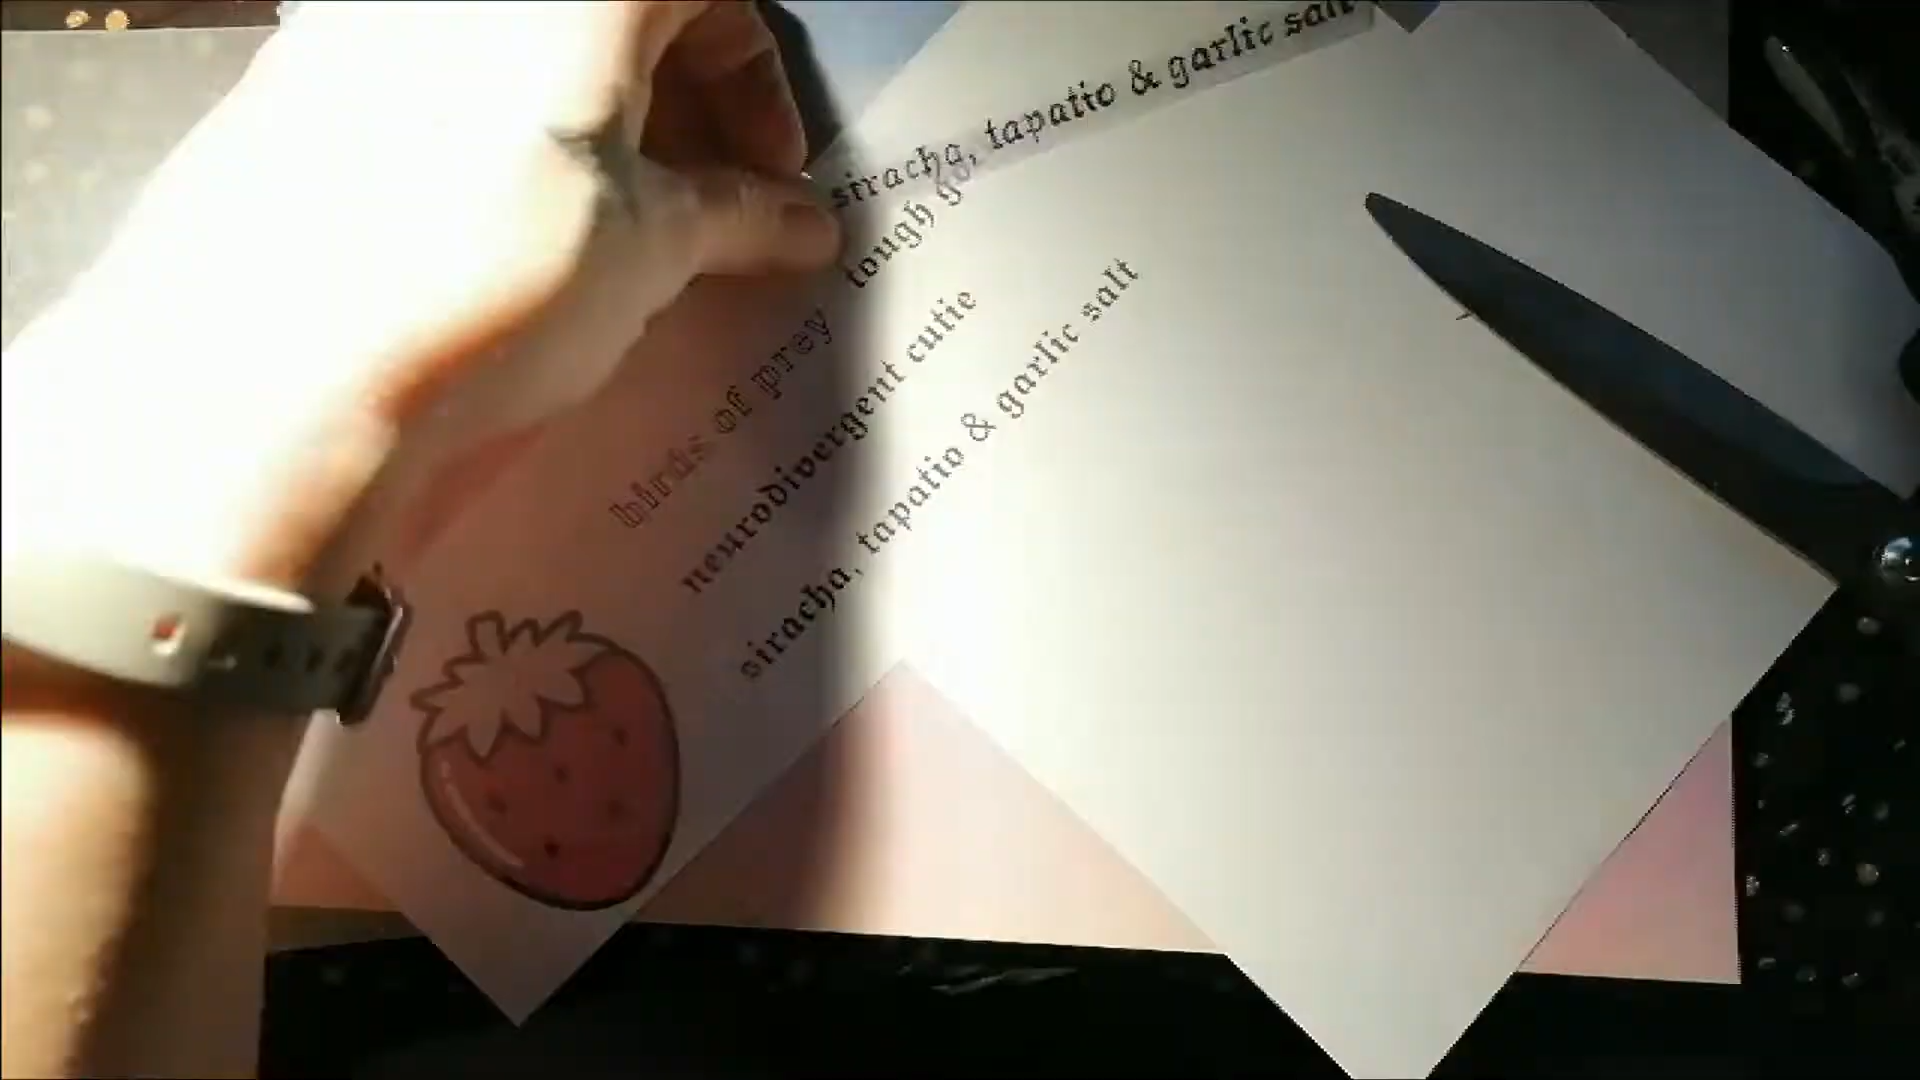 siracha, tapatio & garlic salt
tough
birds of prey
neurodivergent cutie
siracha, tapatio & garlic salt